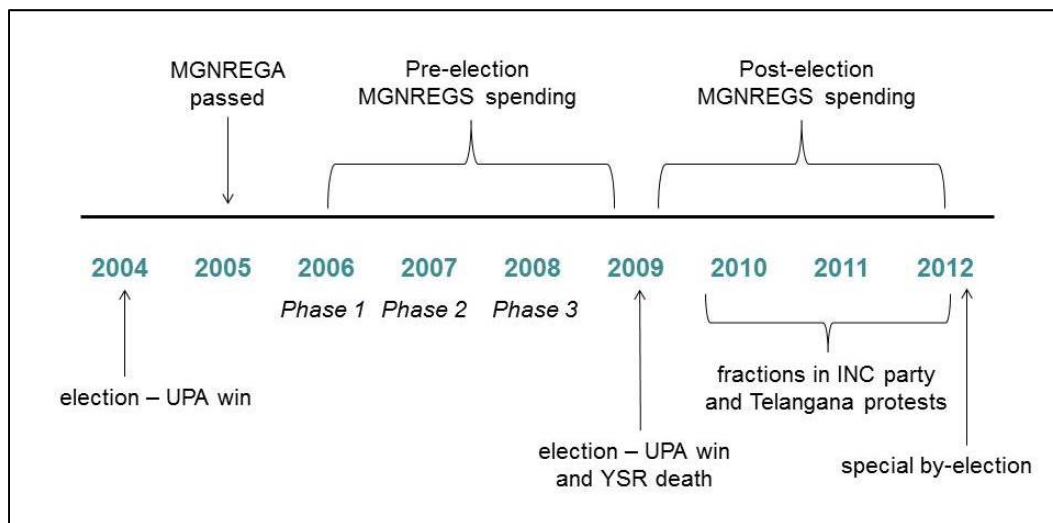 MGNREGA
passed
Pre-election
MGNREGS spending
Post-election
MGNREGS spending
2004 2005 2006 2007 2008 2009 2010 2011 2012
Phase 1 Phase 2 Phase 3
election – UPA win
fractions in INC party
and Telangana protests
election – UPA win
and YSR death
special by-election